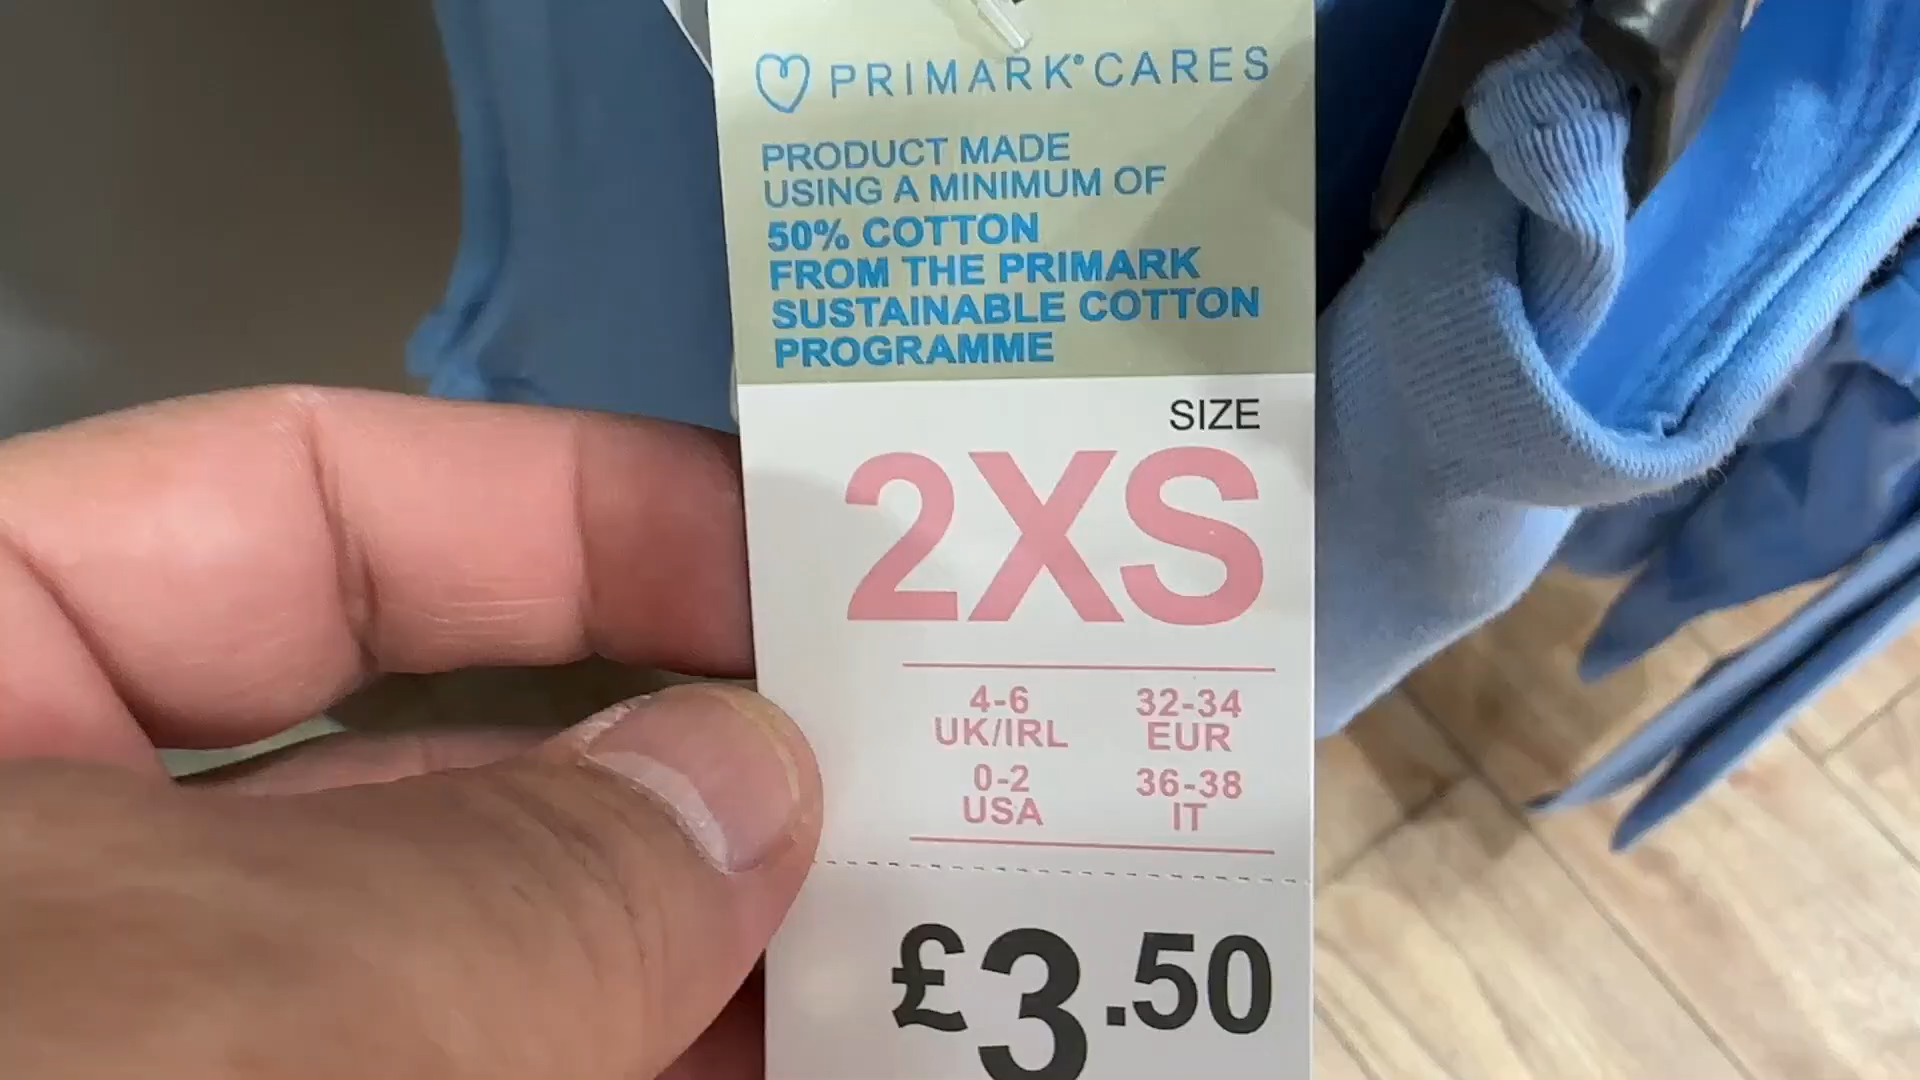 PRIMARK® CARES
PRODUCT MADE
USING A MINIMUM OF
50% COTTON
FROM THE PRIMARK
SUSTAINABLE COTTON
PROGRAMME
SIZE
2XS
4-6 32-34
UK/IRL EUR
0-2 36-38
USA IT
£3.50